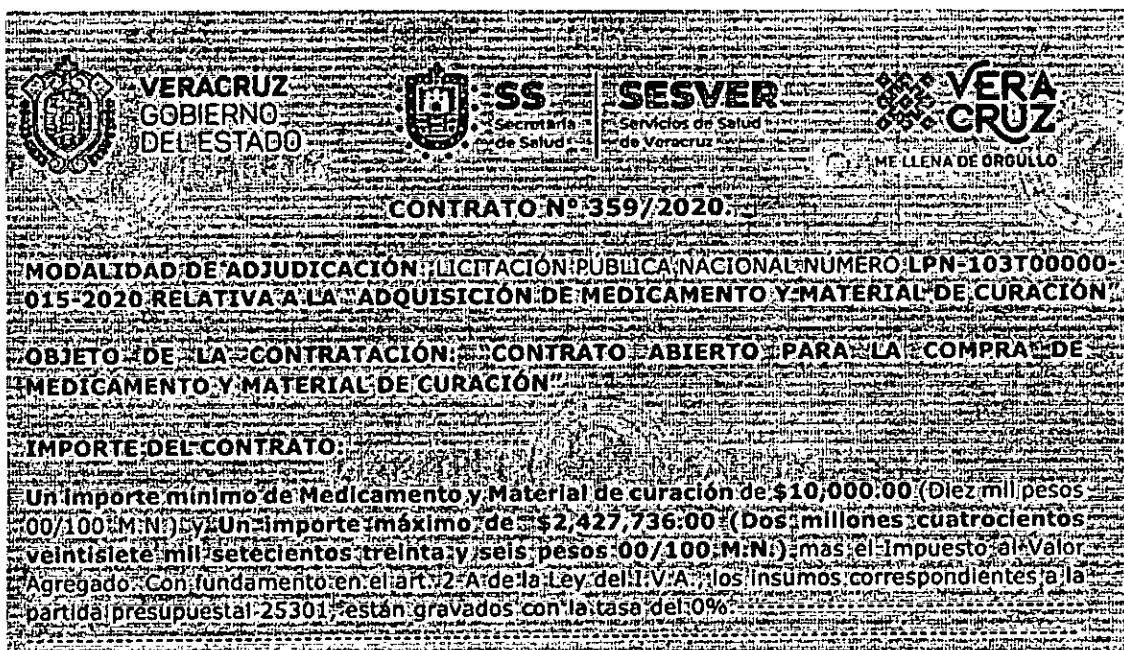 VERACRUZ
GOBIERNO
DEL ESTADO
SS
Secretaría
de Salud
SESVER
Servicios de Salud
de Veracruz
VERA
CRUZ
ME LLENA DE ORGULLO
CONTRATO Nº 359/2020.
MODALIDAD DE ADJUDICACIÓN: LICITACIÓN PUBLICA NACIONAL NUMERO LPN-103T00000-
015-2020 RELATIVA A LA "ADQUISICIÓN DE MEDICAMENTO Y MATERIAL DE CURACIÓN"
OBJETO DE LA CONTRATACIÓN: "CONTRATO ABIERTO PARA LA COMPRA DE
MEDICAMENTO Y MATERIAL DE CURACIÓN"
IMPORTE DEL CONTRATO:
Un importe mínimo de Medicamento y Material de curación de $10,000.00 (Diez mil pesos
00/100 M.N.) y Un importe máximo de $2,427,736.00 (Dos millones cuatrocientos
veintisiete mil setecientos treinta y seis pesos 00/100 M.N.) mas el Impuesto al Valor
Agregado. Con fundamento en el art. 2-A de la Ley del I.V.A., los insumos correspondientes a la
partida presupuestal 25301, están gravados con la tasa del 0%.